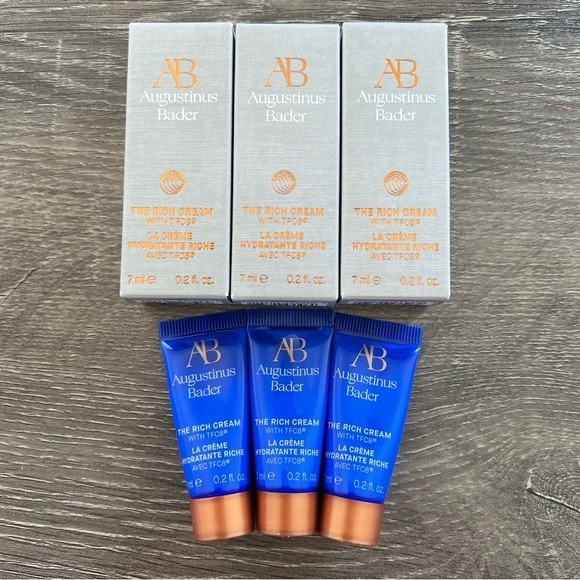 AB
Augustinus
Bader
THE RICH CREAM
WITH TFC8®
LA CRÈME
HYDRATANTE RICHE
AVEC TFC8®
7 ml e 0.2 fl. oz.
AB
Augustinus
Bader
THE RICH CREAM
WITH TFC8®
LA CRÈME
HYDRATANTE RICHE
AVEC TFC8®
7 ml e 0.2 fl. oz.
AB
Augustinus
Bader
THE RICH CREAM
WITH TFC8®
LA CRÈME
HYDRATANTE RICHE
AVEC TFC8®
7 ml e 0.2 fl. oz.
AB
Augustinus
Bader
THE RICH CREAM
WITH TFC8®
LA CRÈME
HYDRATANTE RICHE
AVEC TFC8®
ml e 0.2 fl. oz.
AB
Augustinus
Bader
THE RICH CREAM
WITH TFC8®
LA CRÈME
HYDRATANTE RICHE
AVEC TFC8®
7 ml e 0.2 fl. oz.
AB
Augustinus
Bader
THE RICH CREAM
WITH TFC8®
LA CRÈME
HYDRATANTE RICHE
AVEC TFC8®
7 ml e 0.2 fl. oz.